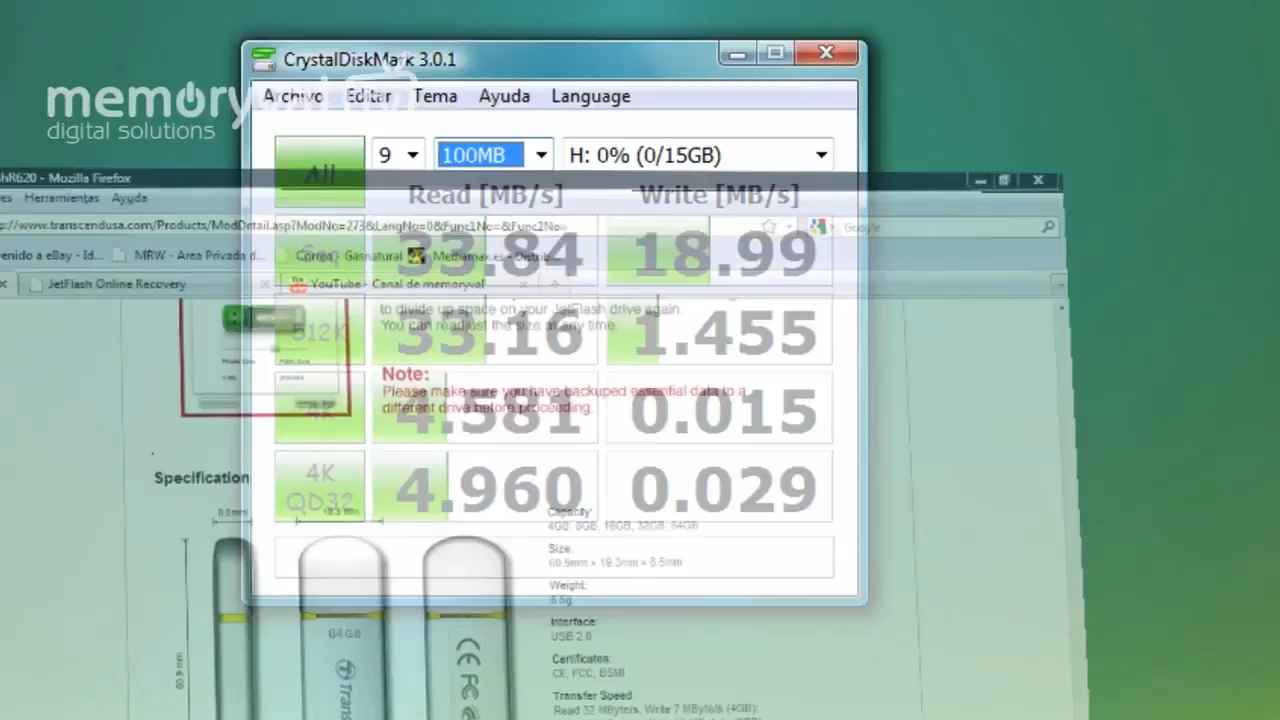 CrystalDiskMark 3.0.1
memoryval
digital solutions
Archivo Editar Tema Ayuda Language
All
9
100MB
H: 0% (0/15GB)
hR620 - Mozilla Firefox
Read [MB/s]
Write [MB/s]
Herramientas Ayuda
//www.transcendusa.com/Products/ModDetail.asp?ModNo=273&LangNo=0&Func1No=&Func2No=
Google
Seq
33.84
18.99
MRW - Area Privada d...
Correo - Gasnatural
JetFlash Online Recovery
YouTube - Canal de memoryval
to divide up space on your JetFlash drive again.
You can readjust the size at any time.
512K
33.16
1.455
Note:
Please make sure you have backuped essential data to a
different drive before proceeding.
4K
4.581
0.015
Specification
4K
QD32
4.960
0.029
Capacity
4GB, 8GB, 16GB, 32GB, 64GB
Size:
60.9mm × 19.3mm × 8.5mm
Weight:
8.5g
Interface:
USB 2.0
64GB
Certificates:
CE, FCC, BSMI
60.9mm
Transfer Speed
Read 32 MByte/s, Write 7 MByte/s (4GB);